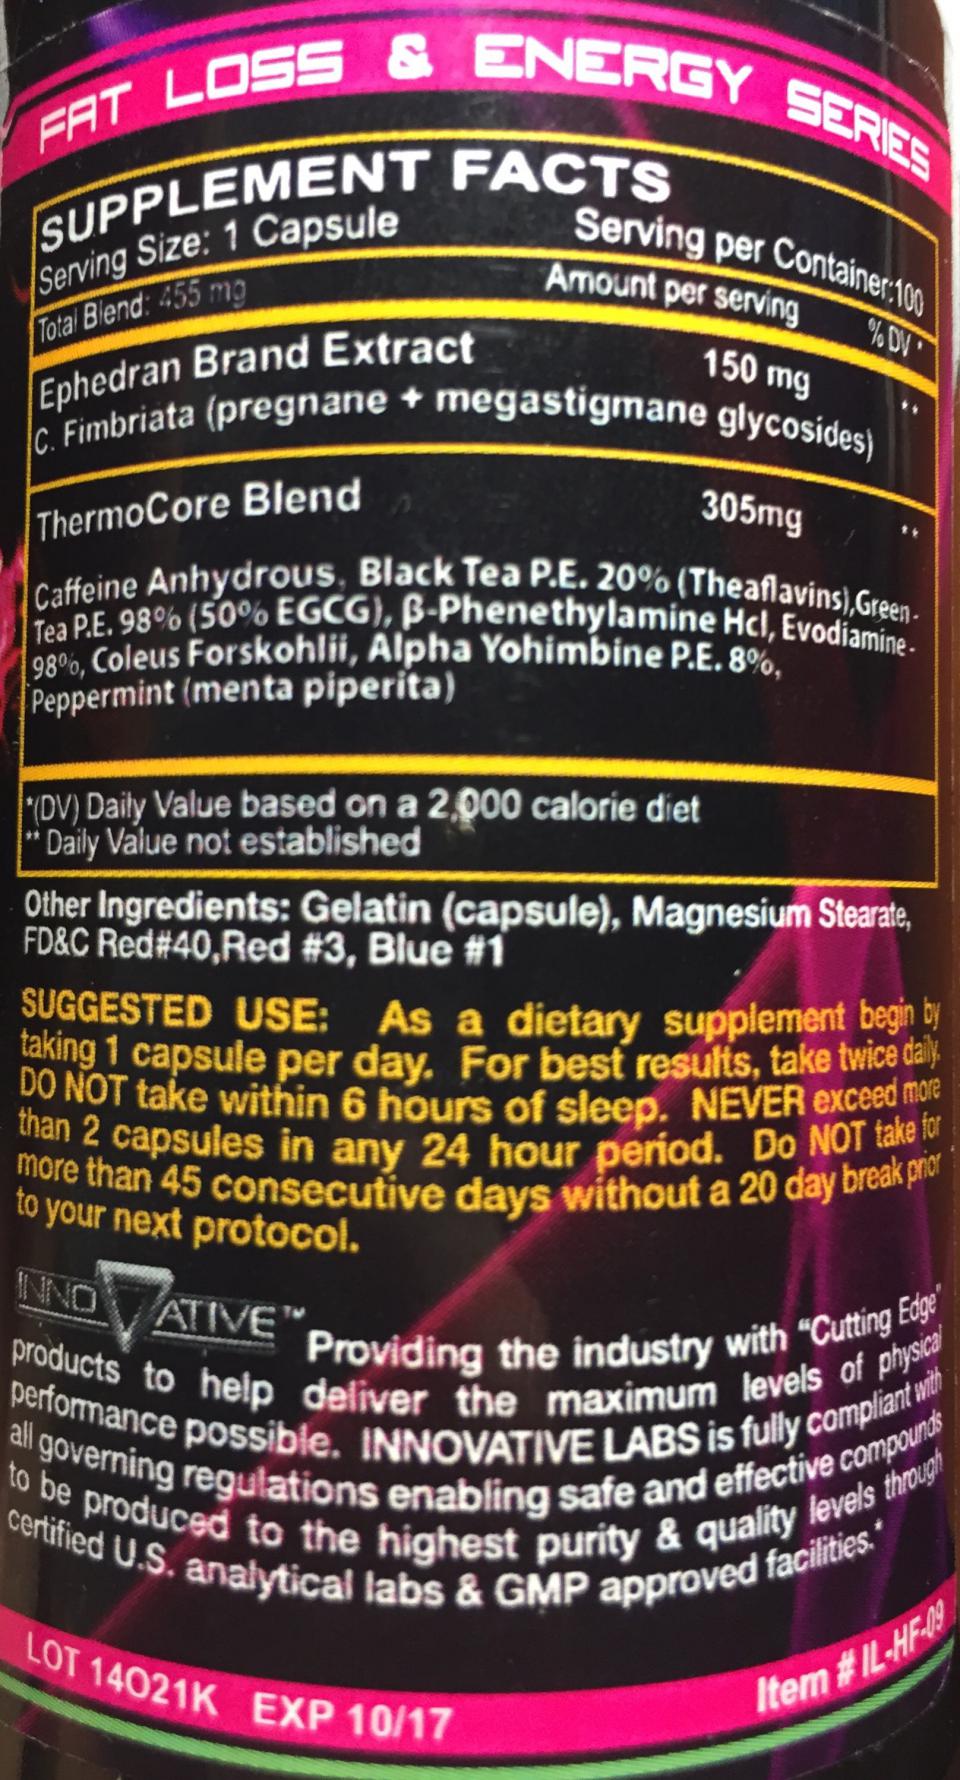 FAT LOSS & ENERGY SERIES
SUPPLEMENT FACTS
Serving Size: 1 Capsule Serving per Container:100
Total Blend: 455 mg Amount per serving % DV *
Ephedran Brand Extract 150 mg **
C. Fimbriata (pregnane + megastigmane glycosides)
ThermoCore Blend 305mg **
Caffeine Anhydrous, Black Tea P.E. 20% (Theaflavins),Green-
Tea P.E. 98% (50% EGCG), β-Phenethylamine Hcl, Evodiamine-
98%, Coleus Forskohlii, Alpha Yohimbine P.E. 8%,
Peppermint (menta piperita)
*(DV) Daily Value based on a 2,000 calorie diet
** Daily Value not established
Other Ingredients: Gelatin (capsule), Magnesium Stearate,
FD&C Red#40,Red #3, Blue #1
SUGGESTED USE: As a dietary supplement begin by
taking 1 capsule per day. For best results, take twice daily.
DO NOT take within 6 hours of sleep. NEVER exceed more
than 2 capsules in any 24 hour period. Do NOT take for
more than 45 consecutive days without a 20 day break prior
to your next protocol.
INNOVATIVE™ Providing the industry with "Cutting Edge"
products to help deliver the maximum levels of physical
performance possible. INNOVATIVE LABS is fully compliant with
all governing regulations enabling safe and effective compounds
to be produced to the highest purity & quality levels through
certified U.S. analytical labs & GMP approved facilities.*
LOT 14O21K EXP 10/17 Item # IL-HF-09